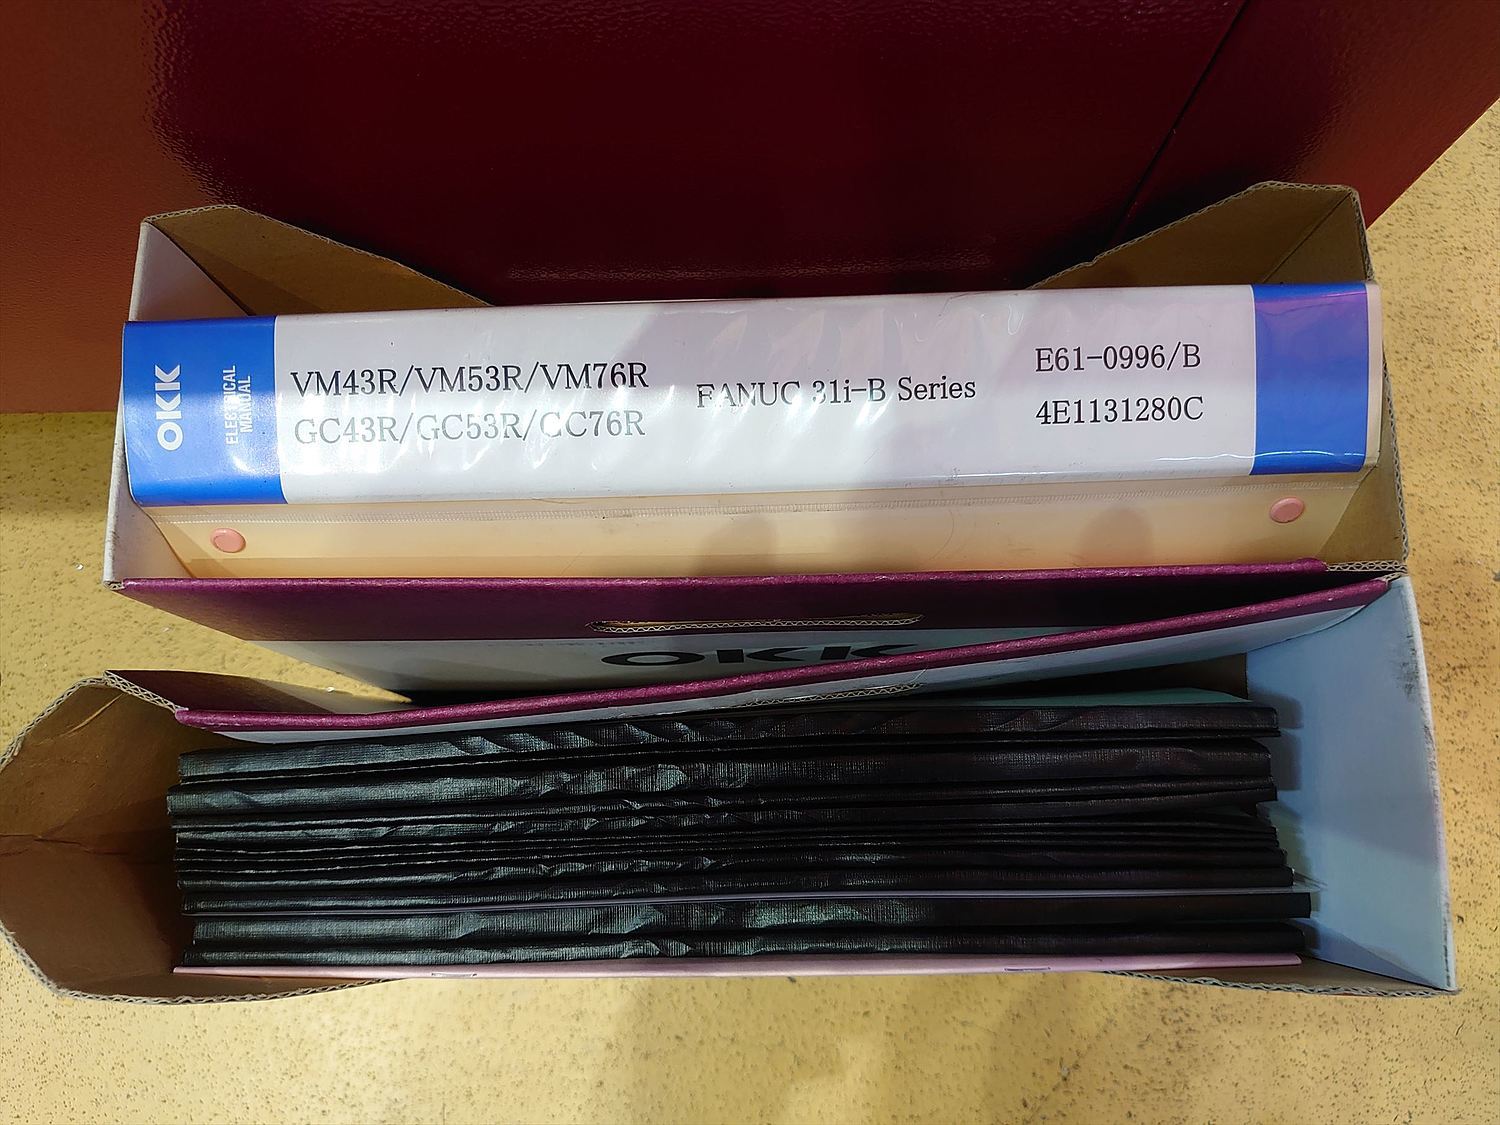 OKK
ELECTRICAL
MANUAL
VM43R/VM53R/VM76R
GC43R/GC53R/GC76R
FANUC 31i-B Series
E61-0996/B
4E1131280C
OKK